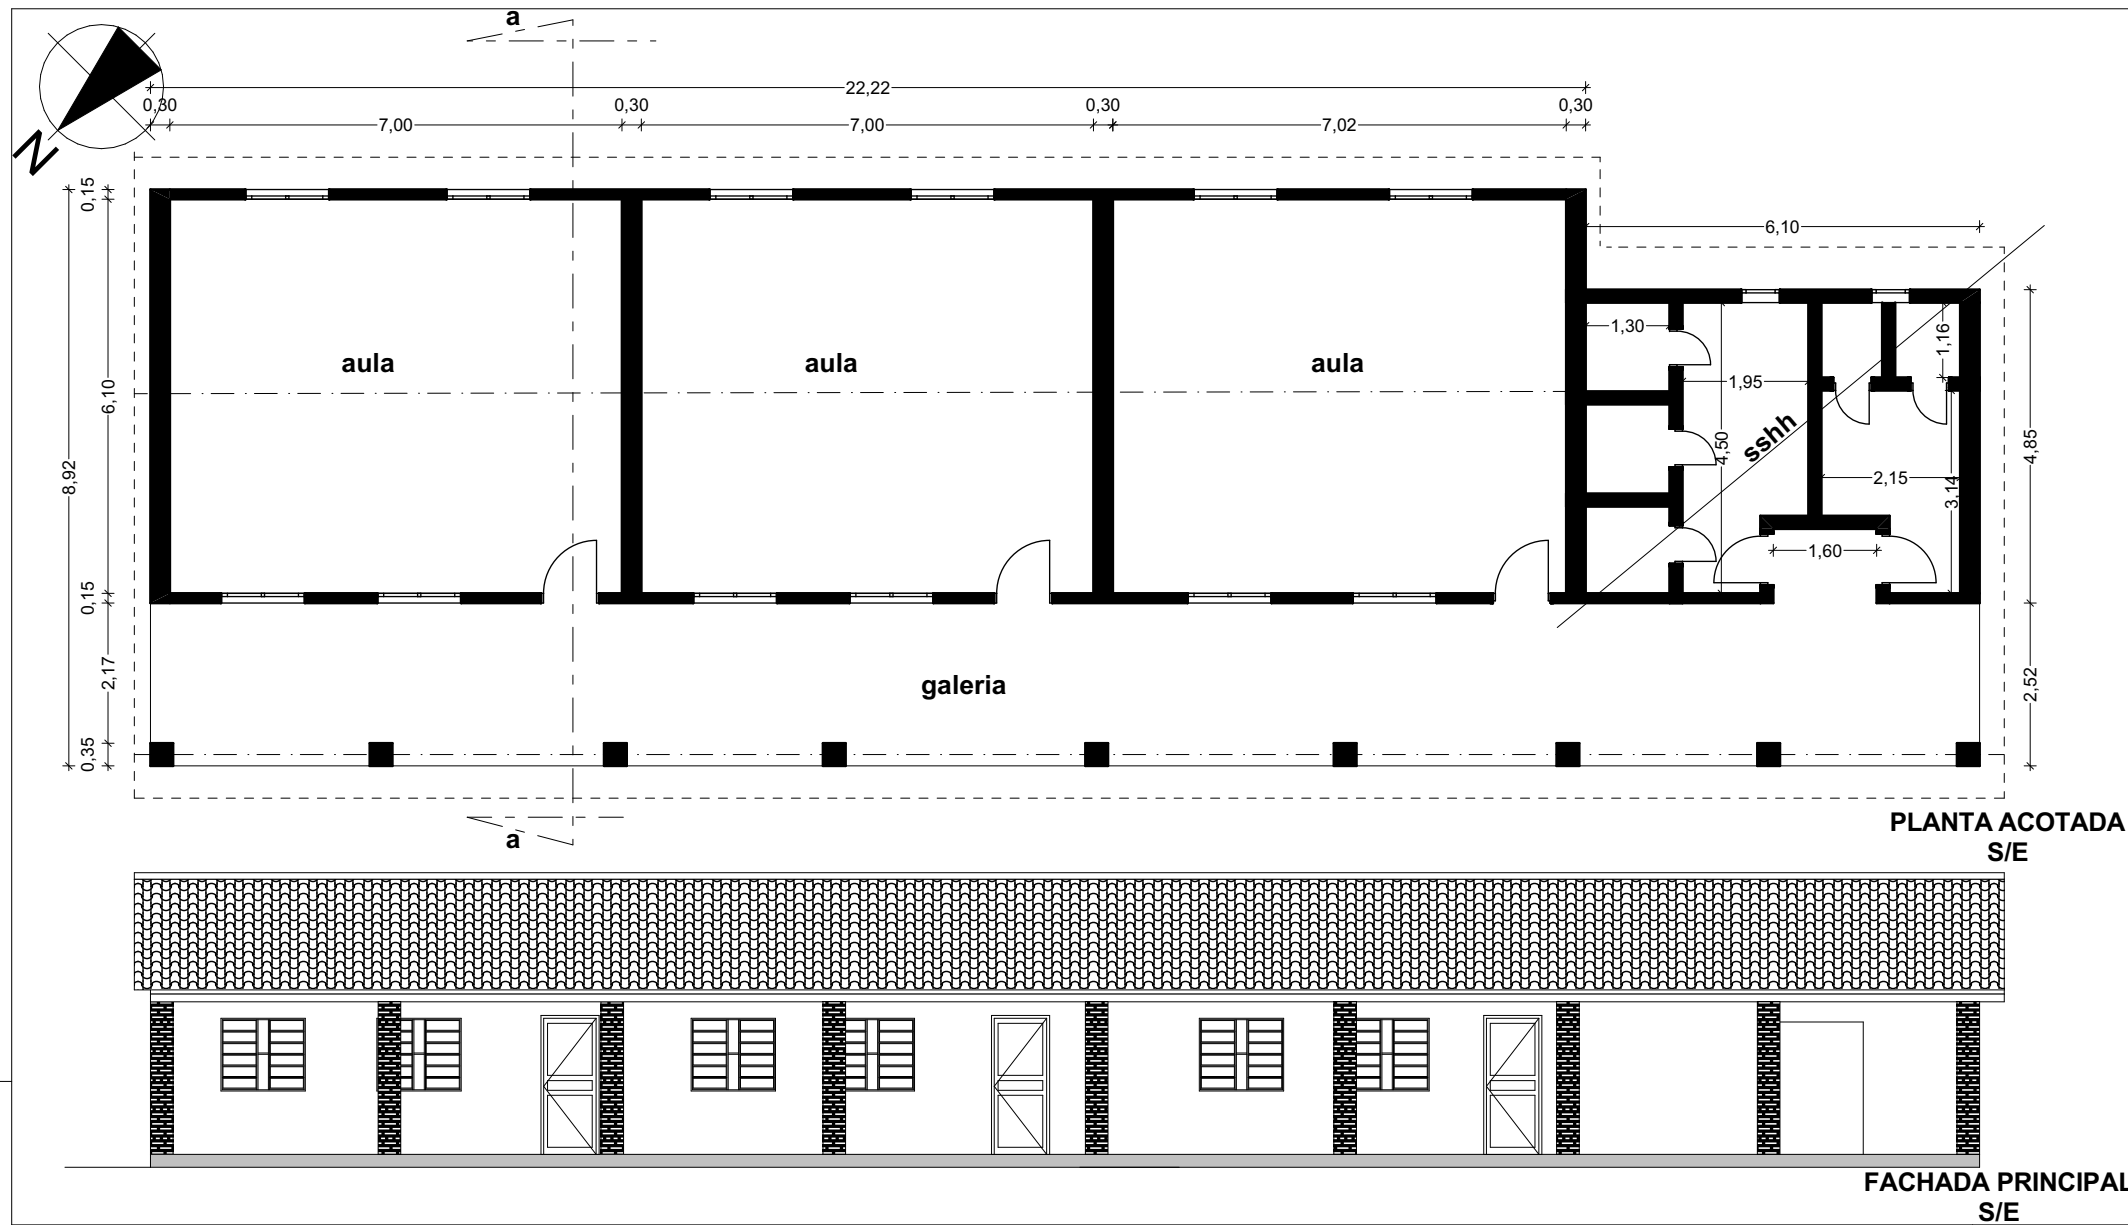 a
22,22
0,30
0,30
0,30
0,30
7,00
7,00
7,02
N
0,15
6,10
1,30
1,16
aula
aula
aula
1,95
6,10
8,92
4,50
sshh
4,85
2,15
3,14
1,60
0,15
2,17
galeria
2,52
0,35
a
PLANTA ACOTADA
S/E
FACHADA PRINCIPAL
S/E